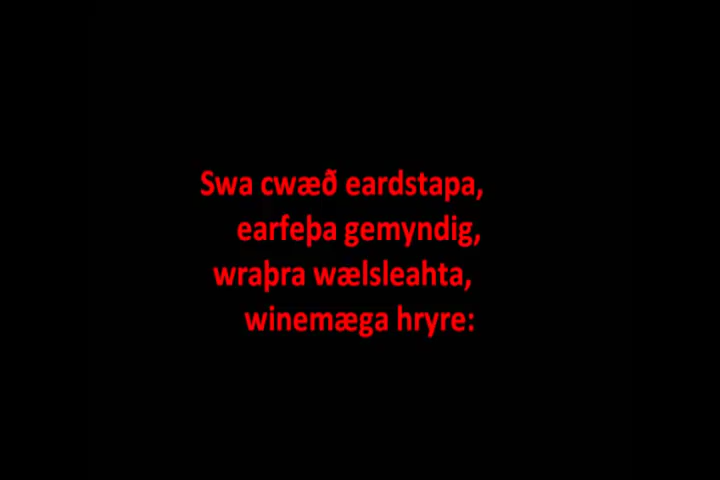 Swa cwæð eardstapa,
earfeþa gemyndig,
wraþra wælsleahta,
winemæga hryre: